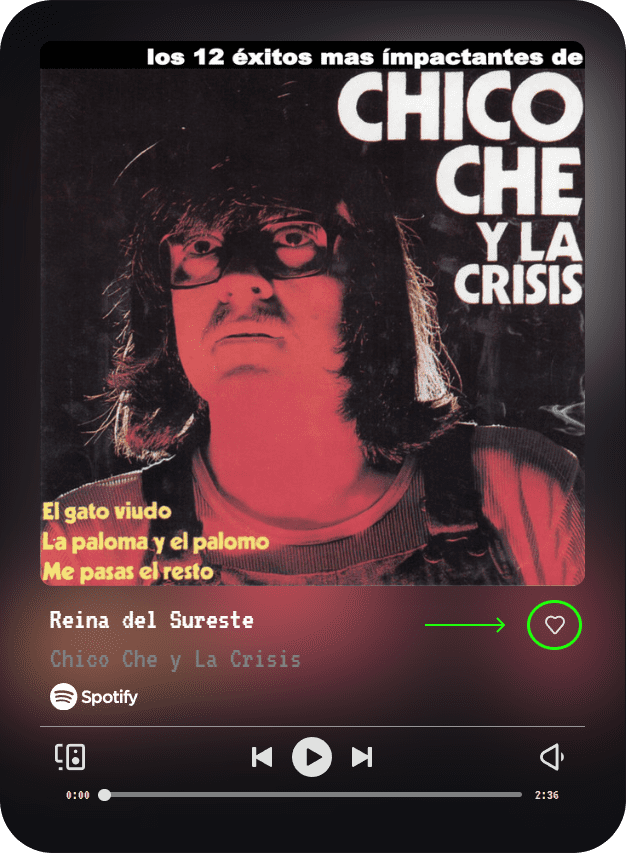 los 12 éxitos mas ímpactantes de
CHICO
CHE
Y LA
CRISIS
El gato viudo
La paloma y el palomo
Me pasas el resto
Reina del Sureste
Chico Che y La Crisis
Spotify
0:00
2:36